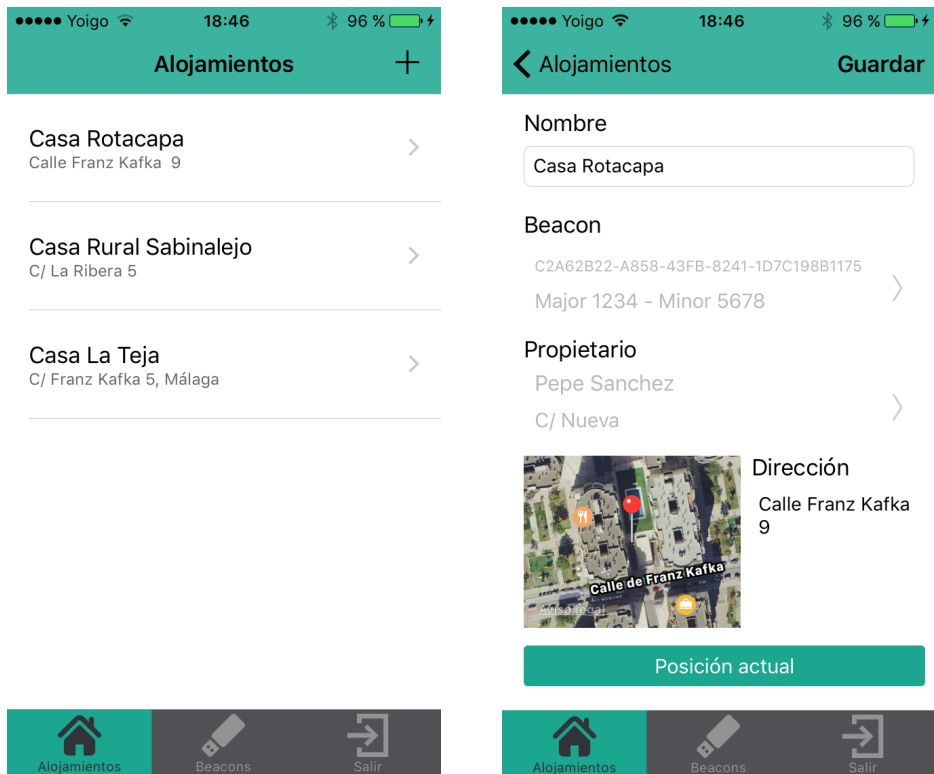 Yoigo 18:46 96 %
Alojamientos +
Casa Rotacapa
Calle Franz Kafka 9
Casa Rural Sabinalejo
C/ La Ribera 5
Casa La Teja
C/ Franz Kafka 5, Málaga
Alojamientos Beacons Salir
Yoigo 18:46 96 %
Alojamientos Guardar
Nombre
Casa Rotacapa
Beacon
C2A62B22-A858-43FB-8241-1D7C198B1175
Major 1234 - Minor 5678
Propietario
Pepe Sanchez
C/ Nueva
Dirección
Calle Franz Kafka
9
Calle de Franz Kafka
Aviso legal
Posición actual
Alojamientos Beacons Salir